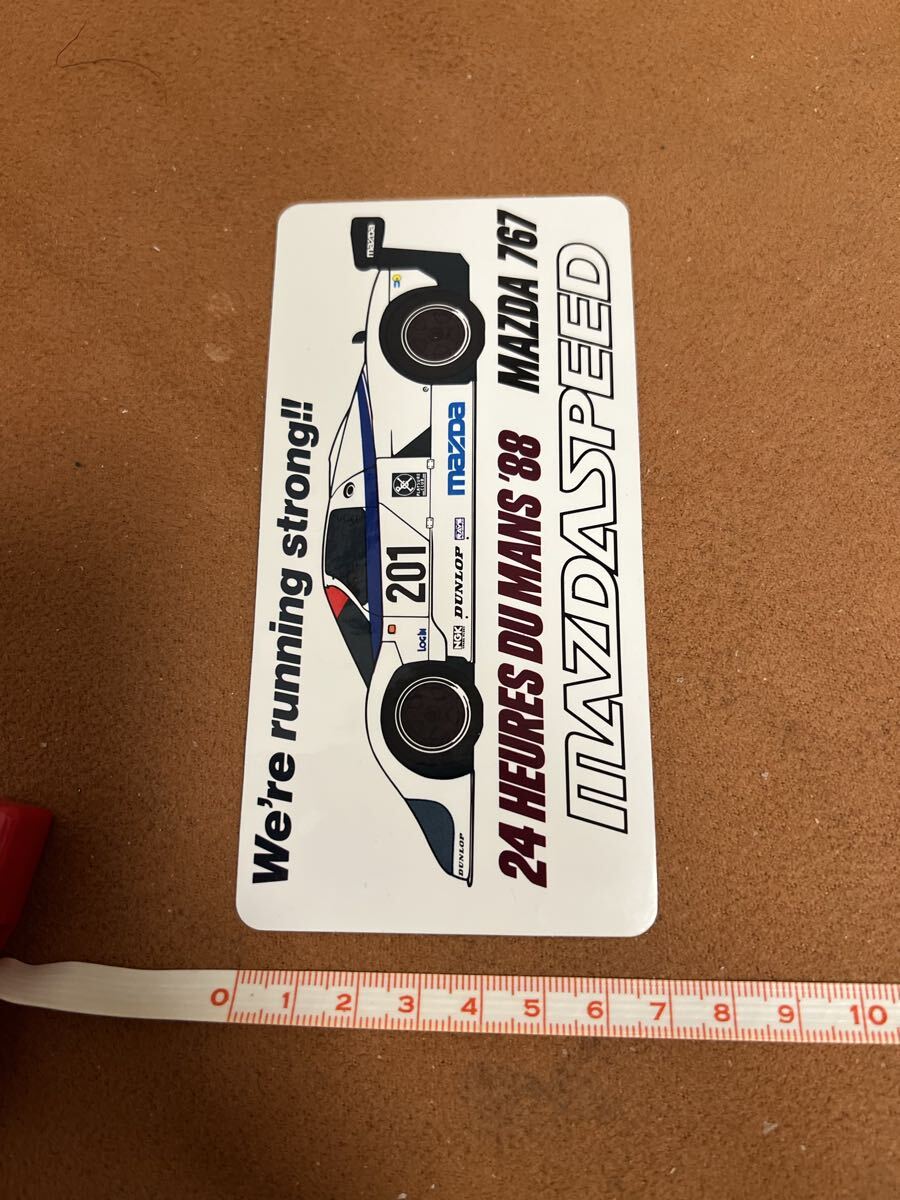 We're running strong!!
mazda
201
LOGIN
mazda
NGK
DUNLOP
DUNLOP
24 HEURES DU MANS '88 MAZDA 767
MAZDASPEED
0 1 2 3 4 5 6 7 8 9 10